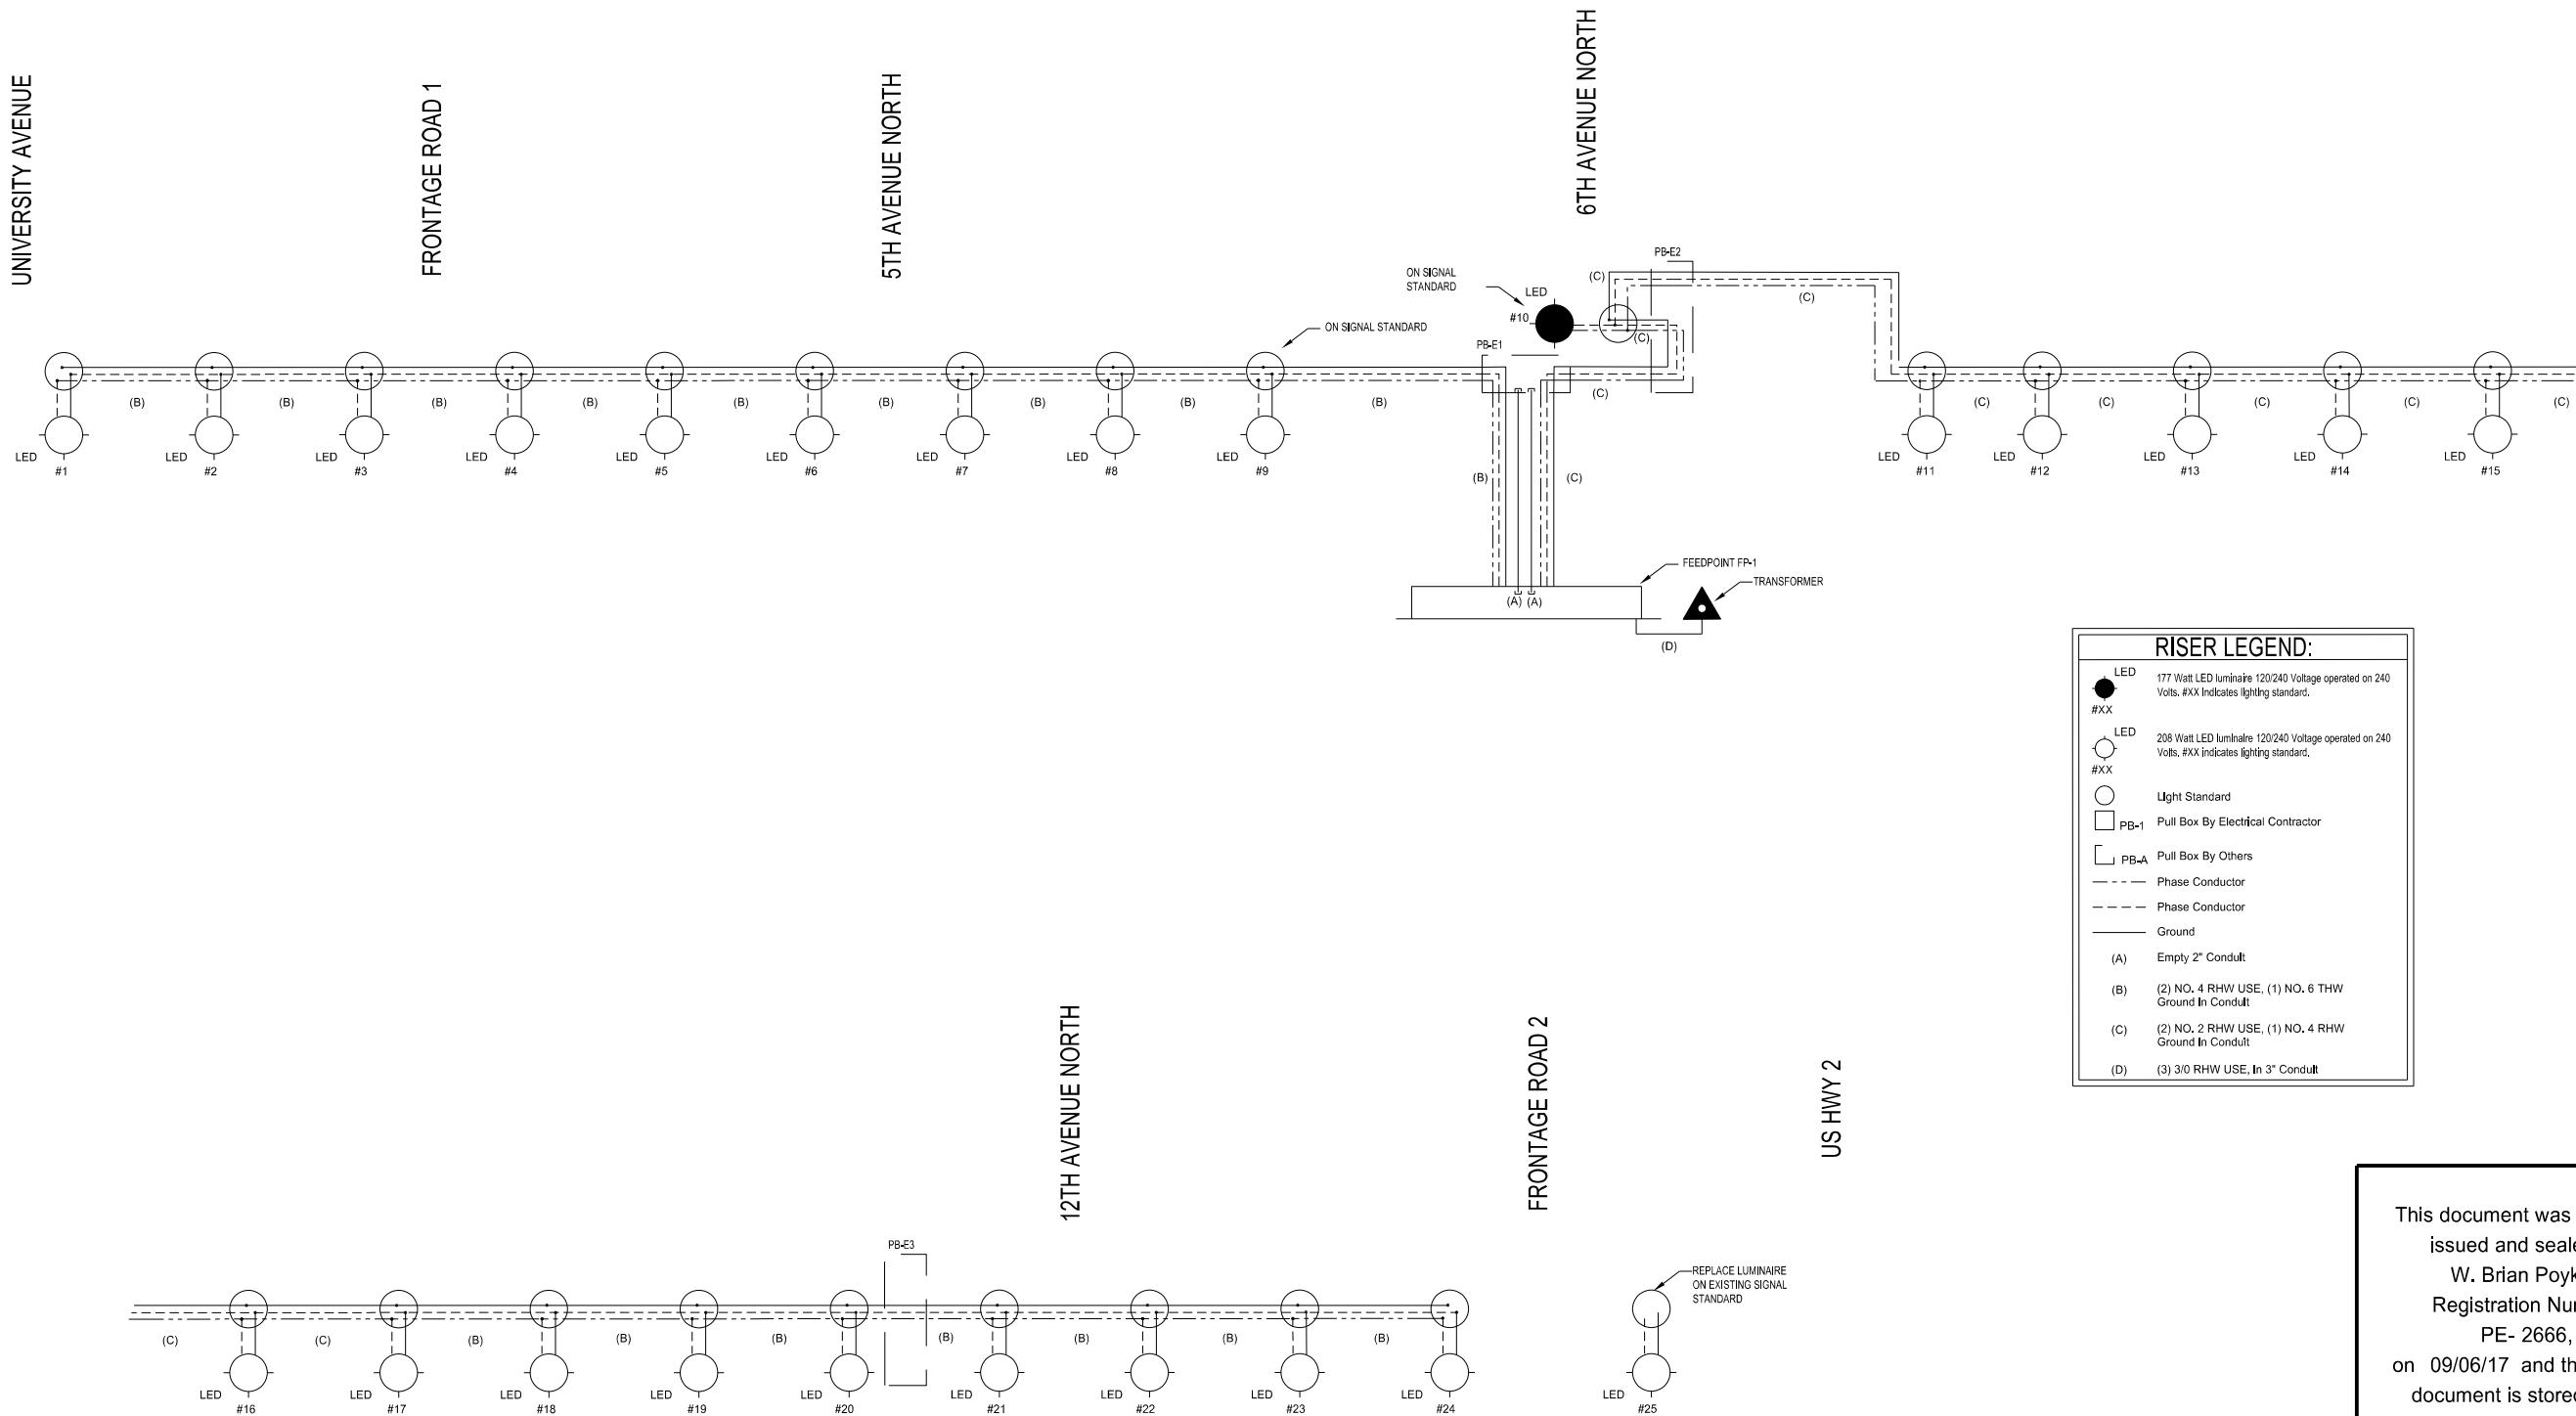 UNIVERSITY AVENUE
FRONTAGE ROAD 1
5TH AVENUE NORTH
6TH AVENUE NORTH
ON SIGNAL
STANDARD
LED
#10
PB-E2
(C)
(C)
(C)
ON SIGNAL STANDARD
PB-E1
(B)
(B)
(B)
(B)
(B)
(B)
(B)
(B)
(B)
(C)
(C)
(C)
(C)
(C)
(C)
LED
#1
LED
#2
LED
#3
LED
#4
LED
#5
LED
#6
LED
#7
LED
#8
LED
#9
LED
#11
LED
#12
LED
#13
LED
#14
LED
#15
(B)
(C)
FEEDPOINT FP-1
TRANSFORMER
(A)
(A)
(D)
RISER LEGEND:
LED
#XX
177 Watt LED luminaire 120/240 Voltage operated on 240
Volts. #XX indicates lighting standard.
LED
#XX
208 Watt LED luminaire 120/240 Voltage operated on 240
Volts. #XX indicates lighting standard.
Light Standard
PB-1 Pull Box By Electrical Contractor
PB-A Pull Box By Others
Phase Conductor
Phase Conductor
Ground
(A) Empty 2" Conduit
(B) (2) NO. 4 RHW USE, (1) NO. 6 THW
Ground In Conduit
(C) (2) NO. 2 RHW USE, (1) NO. 4 RHW
Ground In Conduit
(D) (3) 3/0 RHW USE, In 3" Conduit
12TH AVENUE NORTH
FRONTAGE ROAD 2
US HWY 2
PB-E3
REPLACE LUMINAIRE
ON EXISTING SIGNAL
STANDARD
(C)
(C)
(B)
(B)
(B)
(B)
(B)
(B)
(B)
LED
#16
LED
#17
LED
#18
LED
#19
LED
#20
LED
#21
LED
#22
LED
#23
LED
#24
LED
#25
This document was
issued and seale
W. Brian Poyk
Registration Nu
PE- 2666,
on 09/06/17 and th
document is store